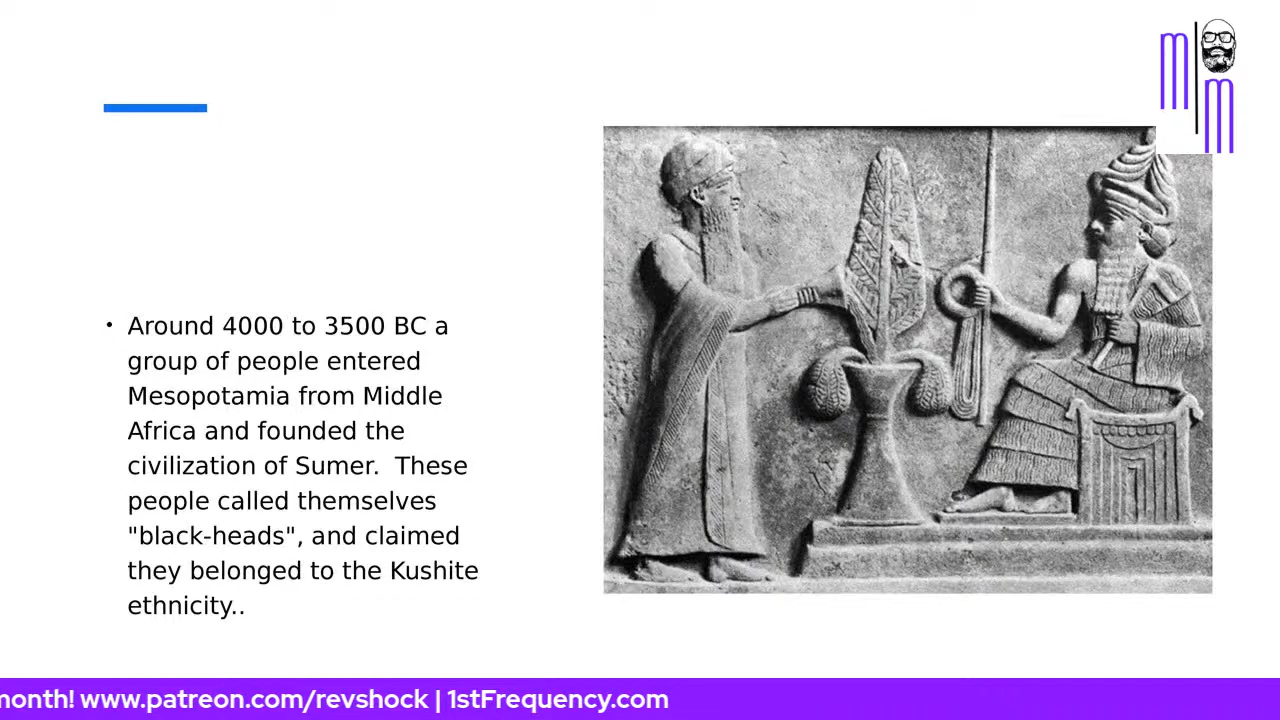 m
m
• Around 4000 to 3500 BC a
group of people entered
Mesopotamia from Middle
Africa and founded the
civilization of Sumer.  These
people called themselves
"black-heads", and claimed
they belonged to the Kushite
ethnicity..
month! www.patreon.com/revshock | 1stFrequency.com